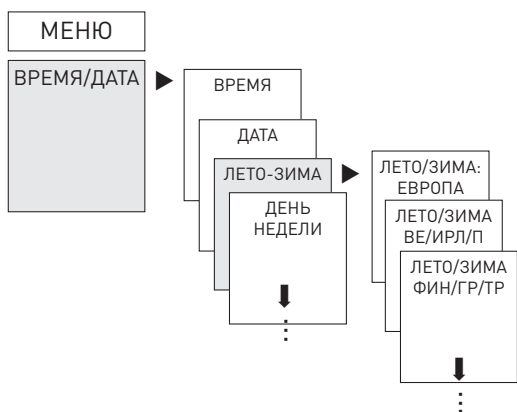 МЕНЮ
ВРЕМЯ/ДАТА
ВРЕМЯ
ДАТА
ЛЕТО-ЗИМА
ДЕНЬ
НЕДЕЛИ
ЛЕТО/ЗИМА:
ЕВРОПА
ЛЕТО/ЗИМА
ВЕ/ИРЛ/П
ЛЕТО/ЗИМА
ФИН/ГР/ТР